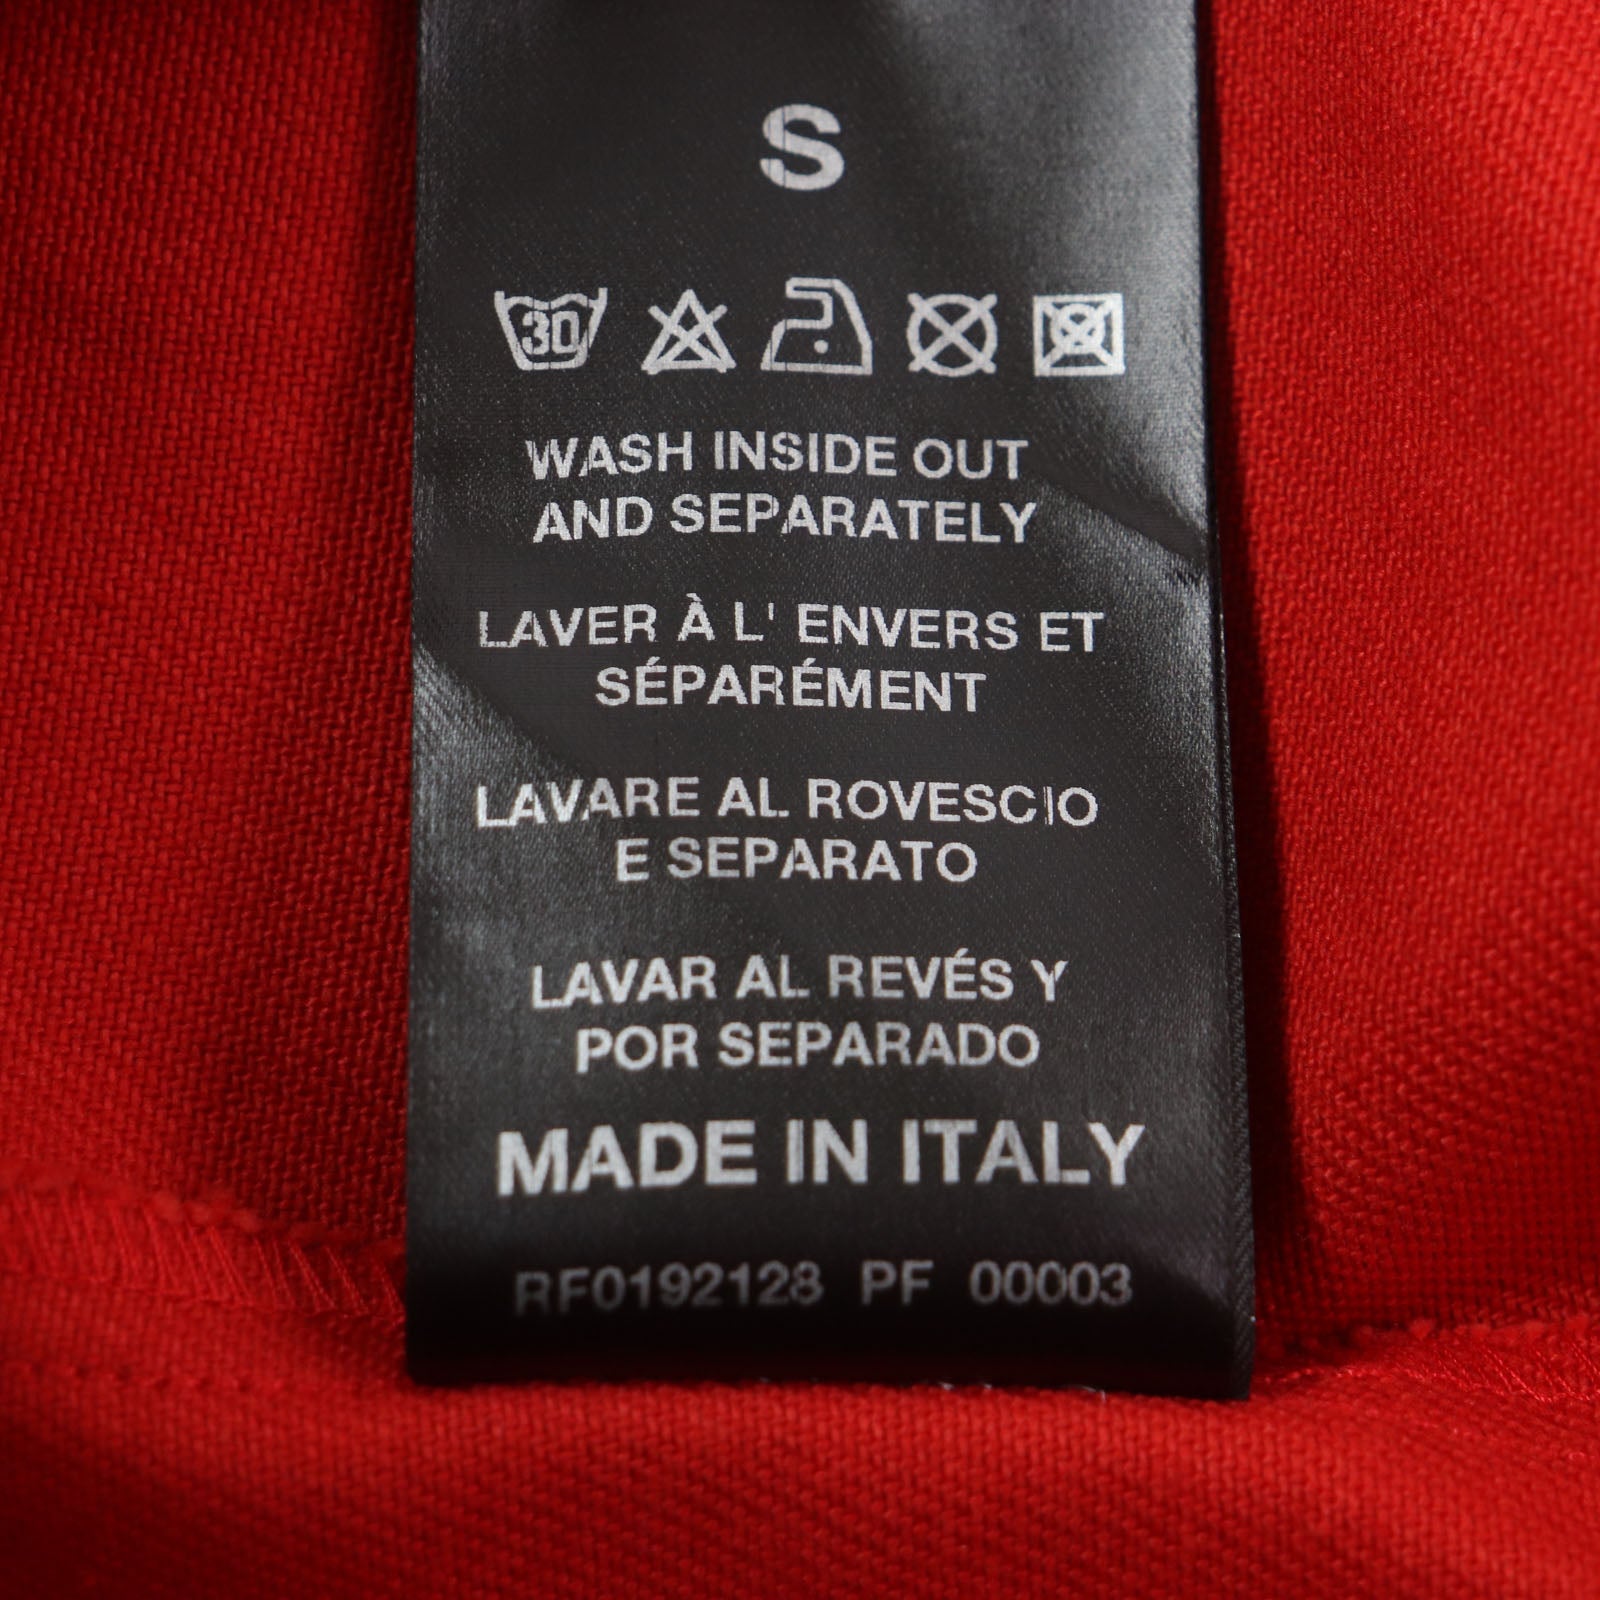 S
30
WASH INSIDE OUT
AND SEPARATELY
LAVER À L' ENVERS ET
SÉPARÉMENT
LAVARE AL ROVESCIO
E SEPARATO
LAVAR AL REVÉS Y
POR SEPARADO
MADE IN ITALY
RF0192128 PF 00003